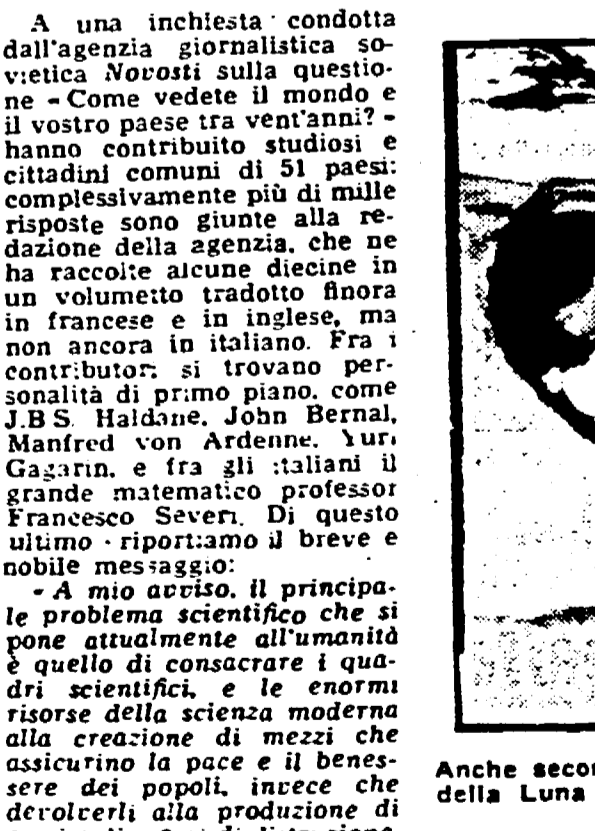 A una inchiesta condotta
dall'agenzia giornalistica so-
vietica Novosti sulla questio-
ne « Come vedete il mondo e
il vostro paese tra vent'anni? »
hanno contribuito studiosi e
cittadini comuni di 51 paesi:
complessivamente più di mille
risposte sono giunte alla re-
dazione della agenzia, che ne
ha raccolte alcune diecine in
un volumetto tradotto finora
in francese e in inglese, ma
non ancora in italiano. Fra i
contributori si trovano per-
sonalità di primo piano, come
J.B.S. Haldane, John Bernal,
Manfred von Ardenne, Yuri
Gagarin, e fra gli italiani il
grande matematico professor
Francesco Severi. Di questo
ultimo riportiamo il breve e
nobile messaggio:
« A mio avviso, il principa-
le problema scientifico che si
pone attualmente all'umanità
è quello di consacrare i qua-
dri scientifici, e le enormi
risorse della scienza moderna
alla creazione di mezzi che
assicurino la pace e il benes-
sere dei popoli, invece che
devolverli alla produzione di
Anche
della Luna